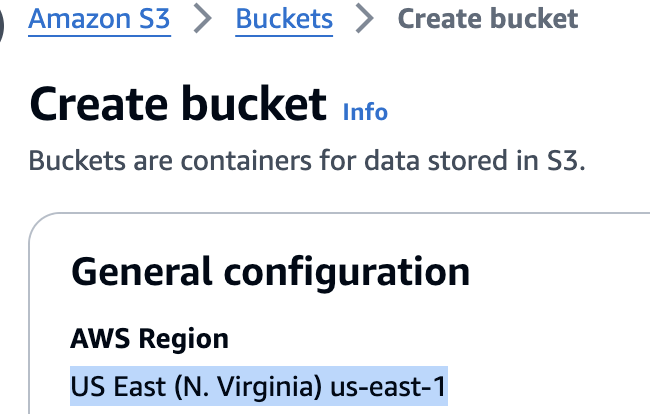 Amazon S3 > Buckets > Create bucket
Create bucket Info
Buckets are containers for data stored in S3.
General configuration
AWS Region
US East (N. Virginia) us-east-1